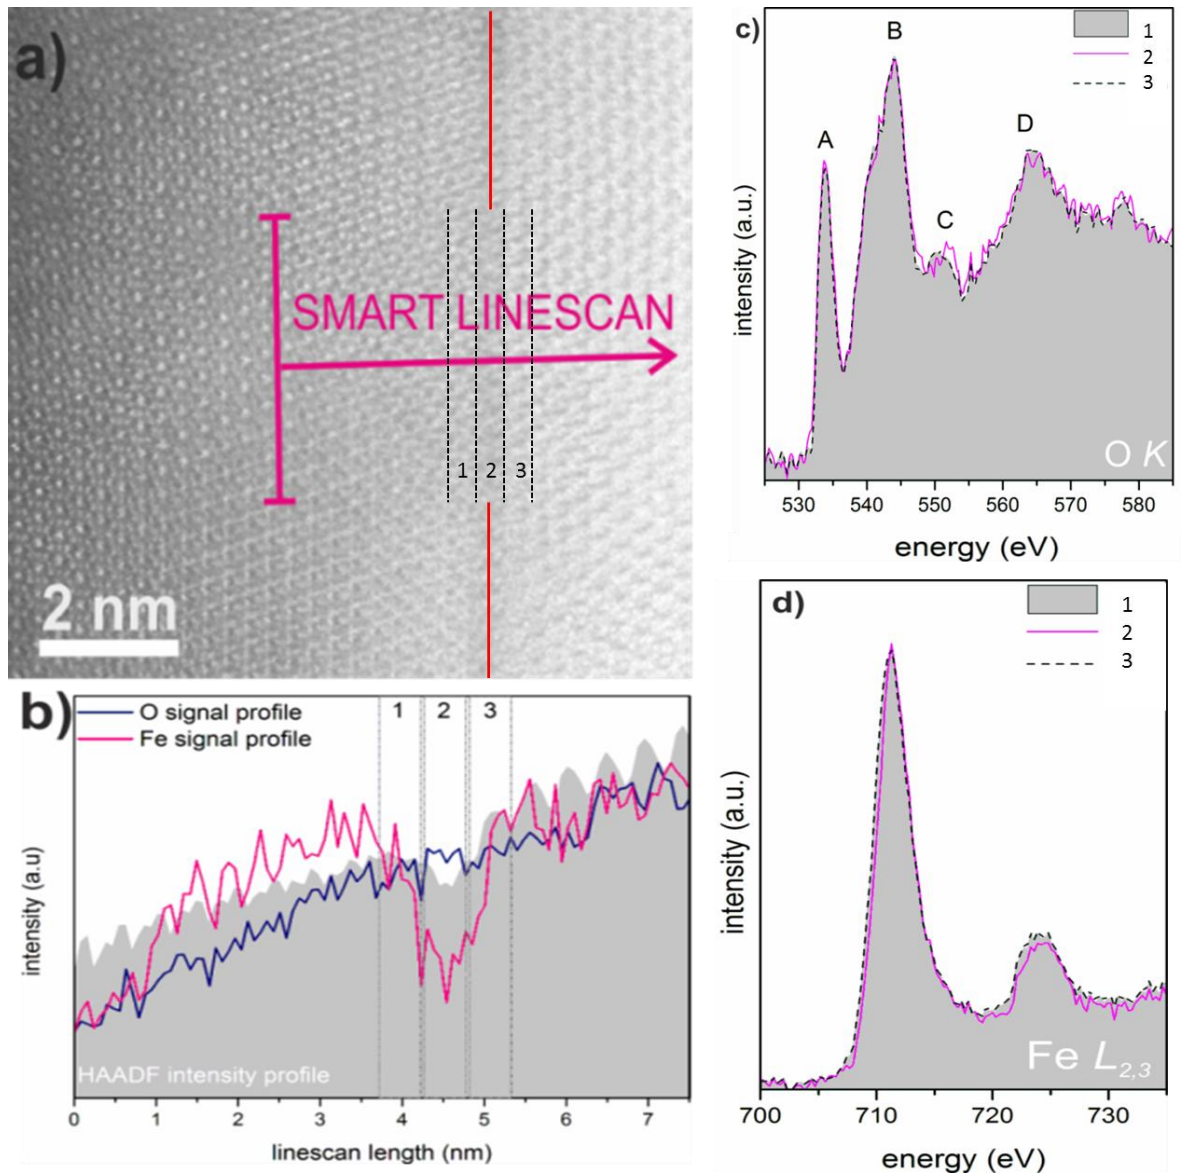 a)
SMART LINESCAN
1 2 3
2 nm
b)
O signal profile
Fe signal profile
1 2 3
intensity (a.u)
HAADF intensity profile
0 1 2 3 4 5 6 7
linescan length (nm)
c)
1
2
3
A
B
C
D
intensity (a.u.)
O K
530 540 550 560 570 580
energy (eV)
d)
1
2
3
intensity (a.u.)
Fe L2,3
700 710 720 730
energy (eV)